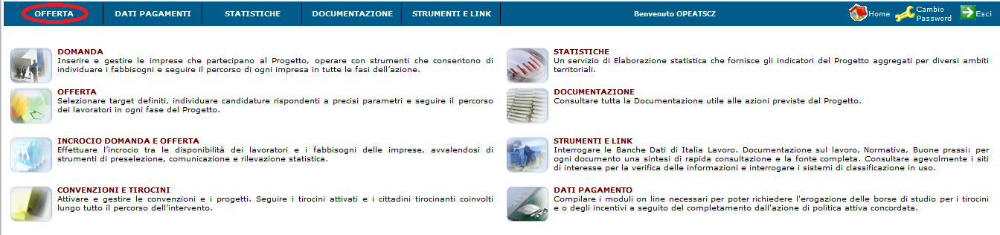 OFFERTA
DATI PAGAMENTI
STATISTICHE
DOCUMENTAZIONE
STRUMENTI E LINK
Benvenuto OPEATSCZ
Home
Cambio
Password
Esci
DOMANDA
Inserire e gestire le imprese che partecipano al Progetto, operare con strumenti che consentono di
individuare i fabbisogni e seguire il percorso di ogni impresa in tutte le fasi dell'azione.
OFFERTA
Selezionare target definiti, individuare candidature rispondenti a precisi parametri e seguire il percorso
dei lavoratori in ogni fase del Progetto.
INCROCIO DOMANDA E OFFERTA
Effettuare l'incrocio tra le disponibilità dei lavoratori e i fabbisogni delle imprese, avvalendosi di
strumenti di preselezione, comunicazione e rilevazione statistica.
CONVENZIONI E TIROCINI
Attivare e gestire le convenzioni e i progetti. Seguire i tirocini attivati e i cittadini tirocinanti coinvolti
lungo tutto il percorso dell'intervento.
STATISTICHE
Un servizio di Elaborazione statistica che fornisce gli indicatori del Progetto aggregati per diversi ambiti
territoriali.
DOCUMENTAZIONE
Consultare tutta la Documentazione utile alle azioni previste dal Progetto.
STRUMENTI E LINK
Interrogare le Banche Dati di Italia Lavoro. Documentazione sul lavoro, Normativa, Buone prassi: per
ogni documento una sintesi di rapida consultazione e la fonte completa. Consultare agevolmente i siti
di interesse per la verifica delle informazioni e interrogare i sistemi di classificazione in uso.
DATI PAGAMENTO
Compilare i moduli on line necessari per poter richiedere l'erogazione delle borse di studio per i tirocini
e o degli incentivi a seguito del completamento dall'azione di politica attiva concordata.